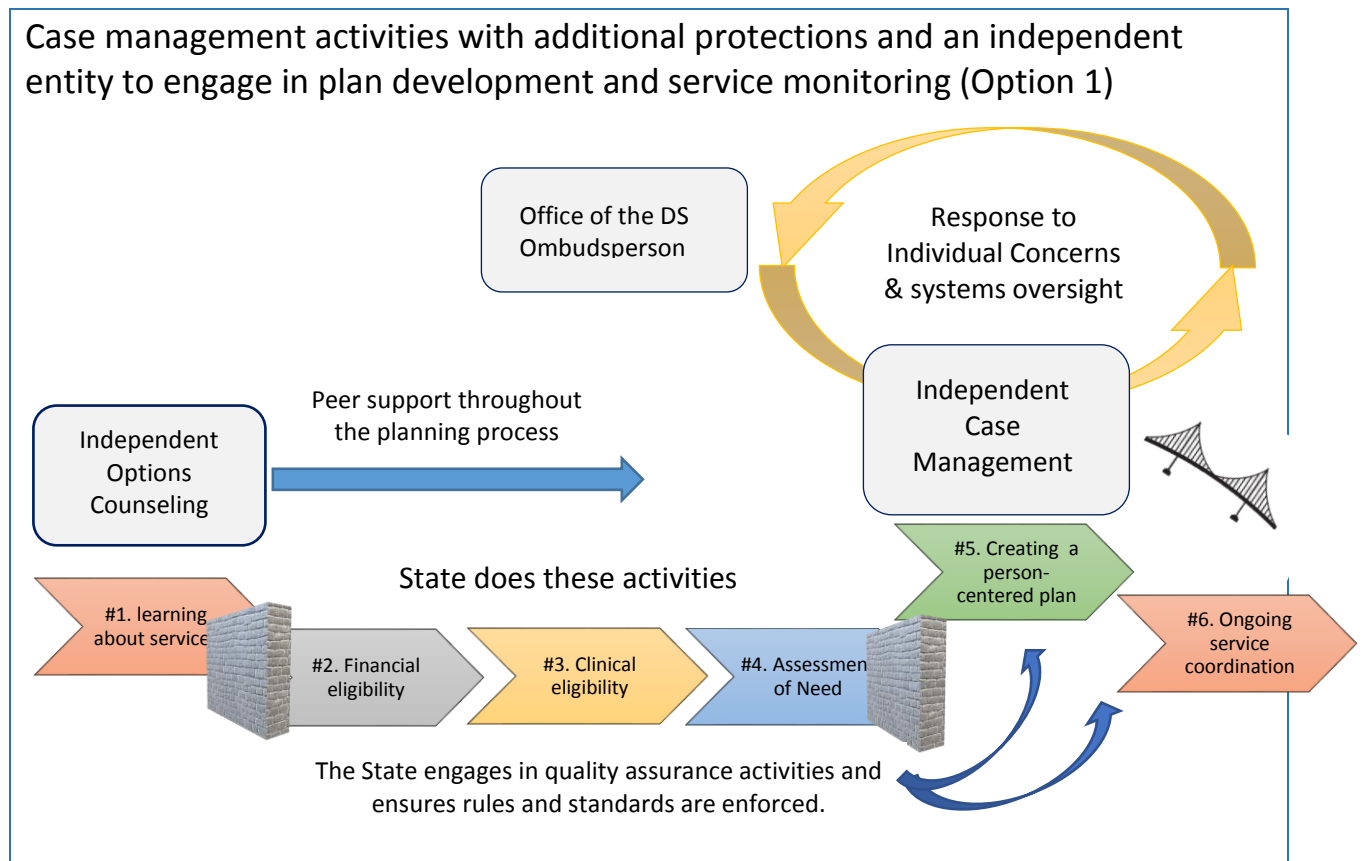 Case management activities with additional protections and an independent
entity to engage in plan development and service monitoring (Option 1)
Office of the DS
Ombudsperson
Response to
Individual Concerns
& systems oversight
Independent
Case
Management
Peer support throughout
the planning process
Independent
Options
Counseling
State does these activities
#1. learning
about service
#2. Financial
eligibility
#3. Clinical
eligibility
#4. Assessmen
of Need
#5. Creating a
person-
centered plan
#6. Ongoing
service
coordination
The State engages in quality assurance activities and
ensures rules and standards are enforced.